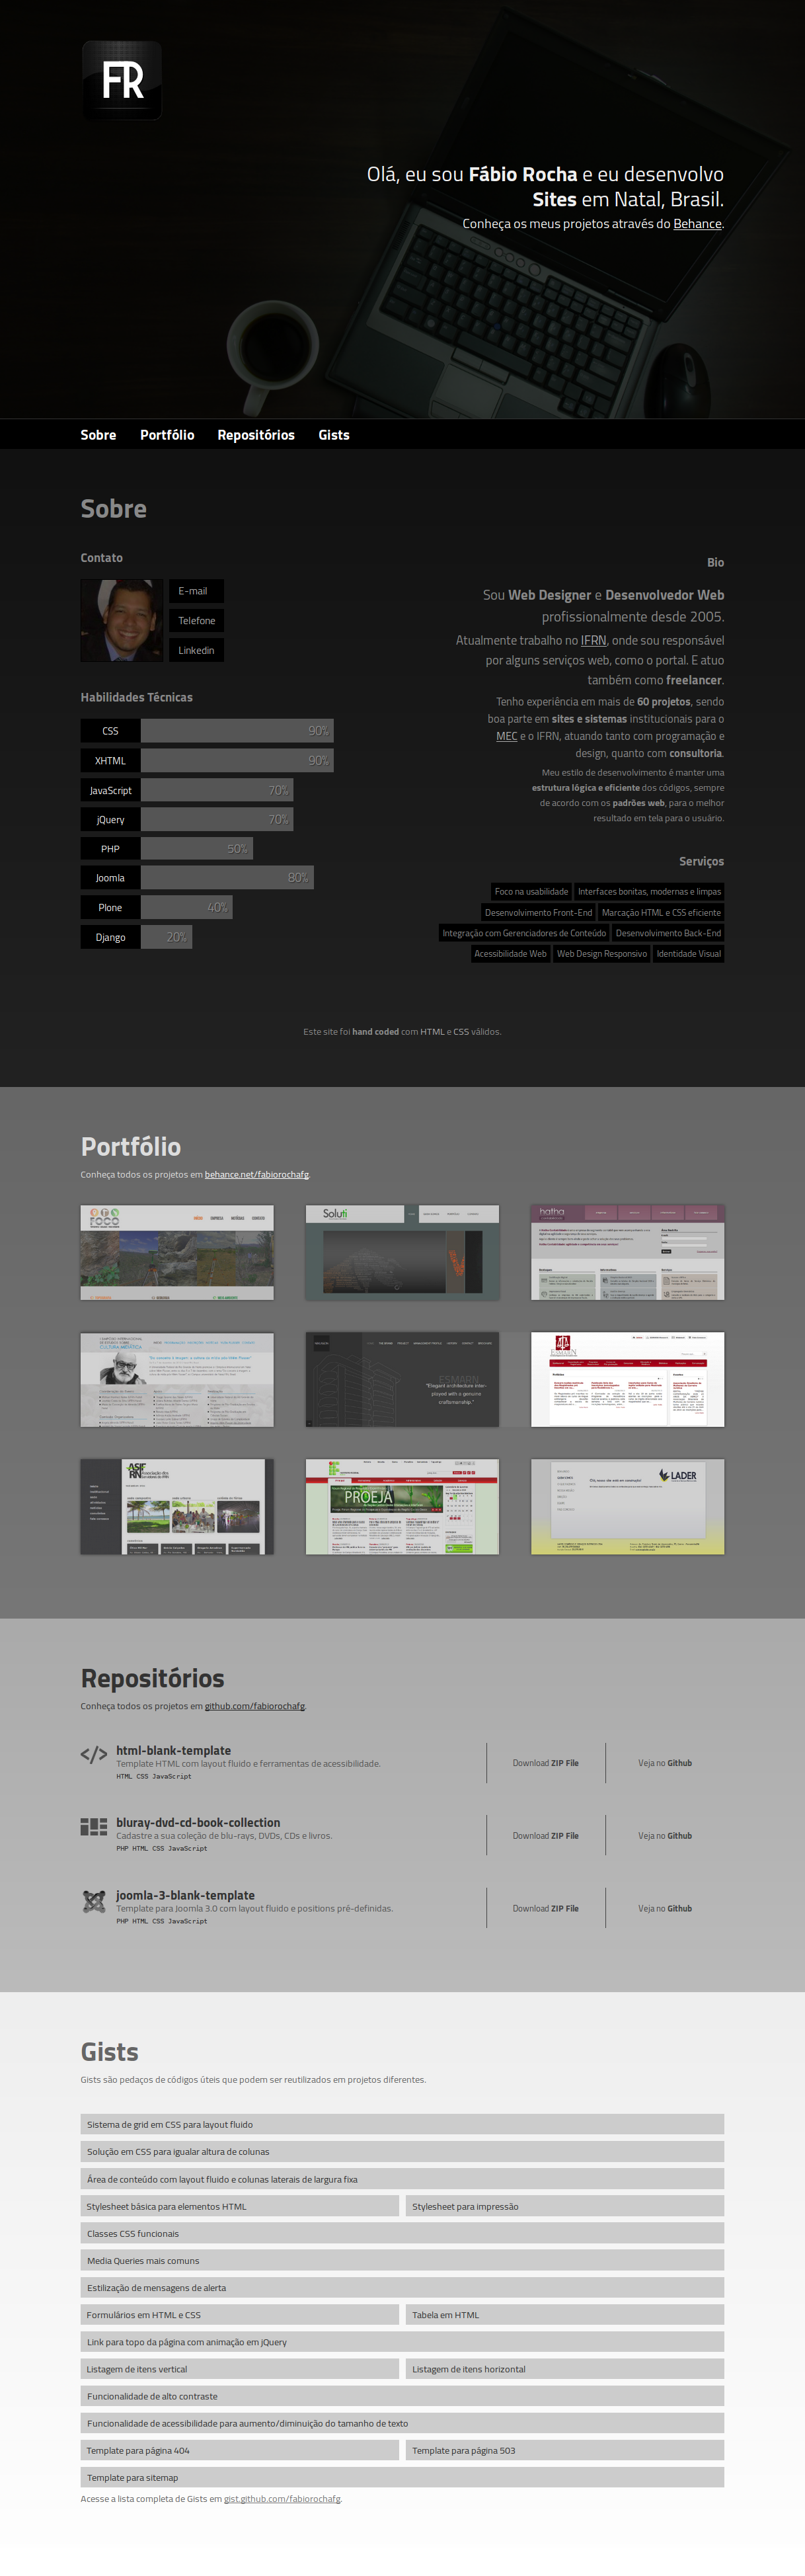 FR
Olá, eu sou Fábio Rocha e eu desenvolvo
Sites em Natal, Brasil.
Conheça os meus projetos através do Behance.
Sobre Portfólio Repositórios Gists
Sobre
Contato
E-mail
Telefone
Linkedin
Habilidades Técnicas
CSS 90%
XHTML 90%
JavaScript 70%
jQuery 70%
PHP 50%
Joomla 80%
Plone 40%
Django 20%
Bio
Sou Web Designer e Desenvolvedor Web
profissionalmente desde 2005.
Atualmente trabalho no IFRN, onde sou responsável
por alguns serviços web, como o portal. E atuo
também como freelancer.
Tenho experiência em mais de 60 projetos, sendo
boa parte em sites e sistemas institucionais para o
MEC e o IFRN, atuando tanto com programação e
design, quanto com consultoria.
Meu estilo de desenvolvimento é manter uma
estrutura lógica e eficiente dos códigos, sempre
de acordo com os padrões web, para o melhor
resultado em tela para o usuário.
Serviços
Foco na usabilidade Interfaces bonitas, modernas e limpas
Desenvolvimento Front-End Marcação HTML e CSS eficiente
Integração com Gerenciadores de Conteúdo Desenvolvimento Back-End
Acessibilidade Web Web Design Responsivo Identidade Visual
Este site foi hand coded com HTML e CSS válidos.
Portfólio
Conheça todos os projetos em behance.net/fabiorochafg.
FOCO
Soluti
hatha
CULTURA CIENTÍFICA
ESMARN
"Elegant architecture inter-
played with a genuine
craftsmanship."
ESMARN
ASIF
RN
PROEJA
LADER
Repositórios
Conheça todos os projetos em github.com/fabiorochafg.
html-blank-template
Template HTML com layout fluido e ferramentas de acessibilidade.
HTML CSS JavaScript
Download ZIP File
Veja no Github
bluray-dvd-cd-book-collection
Cadastre a sua coleção de blu-rays, DVDs, CDs e livros.
PHP HTML CSS JavaScript
Download ZIP File
Veja no Github
joomla-3-blank-template
Template para Joomla 3.0 com layout fluido e positions pré-definidas.
PHP HTML CSS JavaScript
Download ZIP File
Veja no Github
Gists
Gists são pedaços de códigos úteis que podem ser reutilizados em projetos diferentes.
Sistema de grid em CSS para layout fluido
Solução em CSS para igualar altura de colunas
Área de conteúdo com layout fluido e colunas laterais de largura fixa
Stylesheet básica para elementos HTML
Stylesheet para impressão
Classes CSS funcionais
Media Queries mais comuns
Estilização de mensagens de alerta
Formulários em HTML e CSS
Tabela em HTML
Link para topo da página com animação em jQuery
Listagem de itens vertical
Listagem de itens horizontal
Funcionalidade de alto contraste
Funcionalidade de acessibilidade para aumento/diminuição do tamanho de texto
Template para página 404
Template para página 503
Template para sitemap
Acesse a lista completa de Gists em gist.github.com/fabiorochafg.